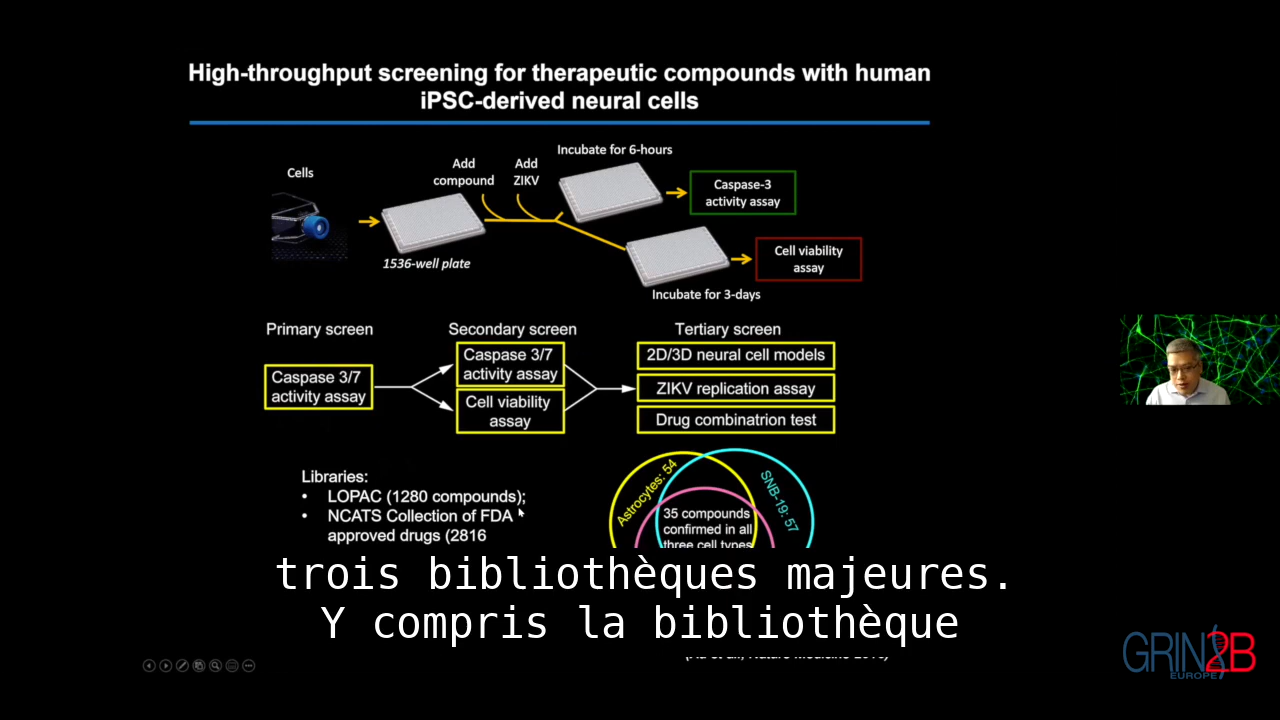 High-throughput screening for therapeutic compounds with human
iPSC-derived neural cells
Cells
Add
compound
Add
ZIKV
Incubate for 6-hours
Caspase-3
activity assay
1536-well plate
Cell viability
assay
Incubate for 3-days
Primary screen
Secondary screen
Tertiary screen
Caspase 3/7
activity assay
Caspase 3/7
activity assay
Cell viability
assay
2D/3D neural cell models
ZIKV replication assay
Drug combinatrion test
Libraries:
• LOPAC (1280 compounds);
• NCATS Collection of FDA
approved drugs (2816
Astrocytes: 54
SNB-19: 57
35 compounds
confirmed in all
three cell types
trois bibliothèques majeures.
Y compris la bibliothèque
GRIN2B
EUROPE